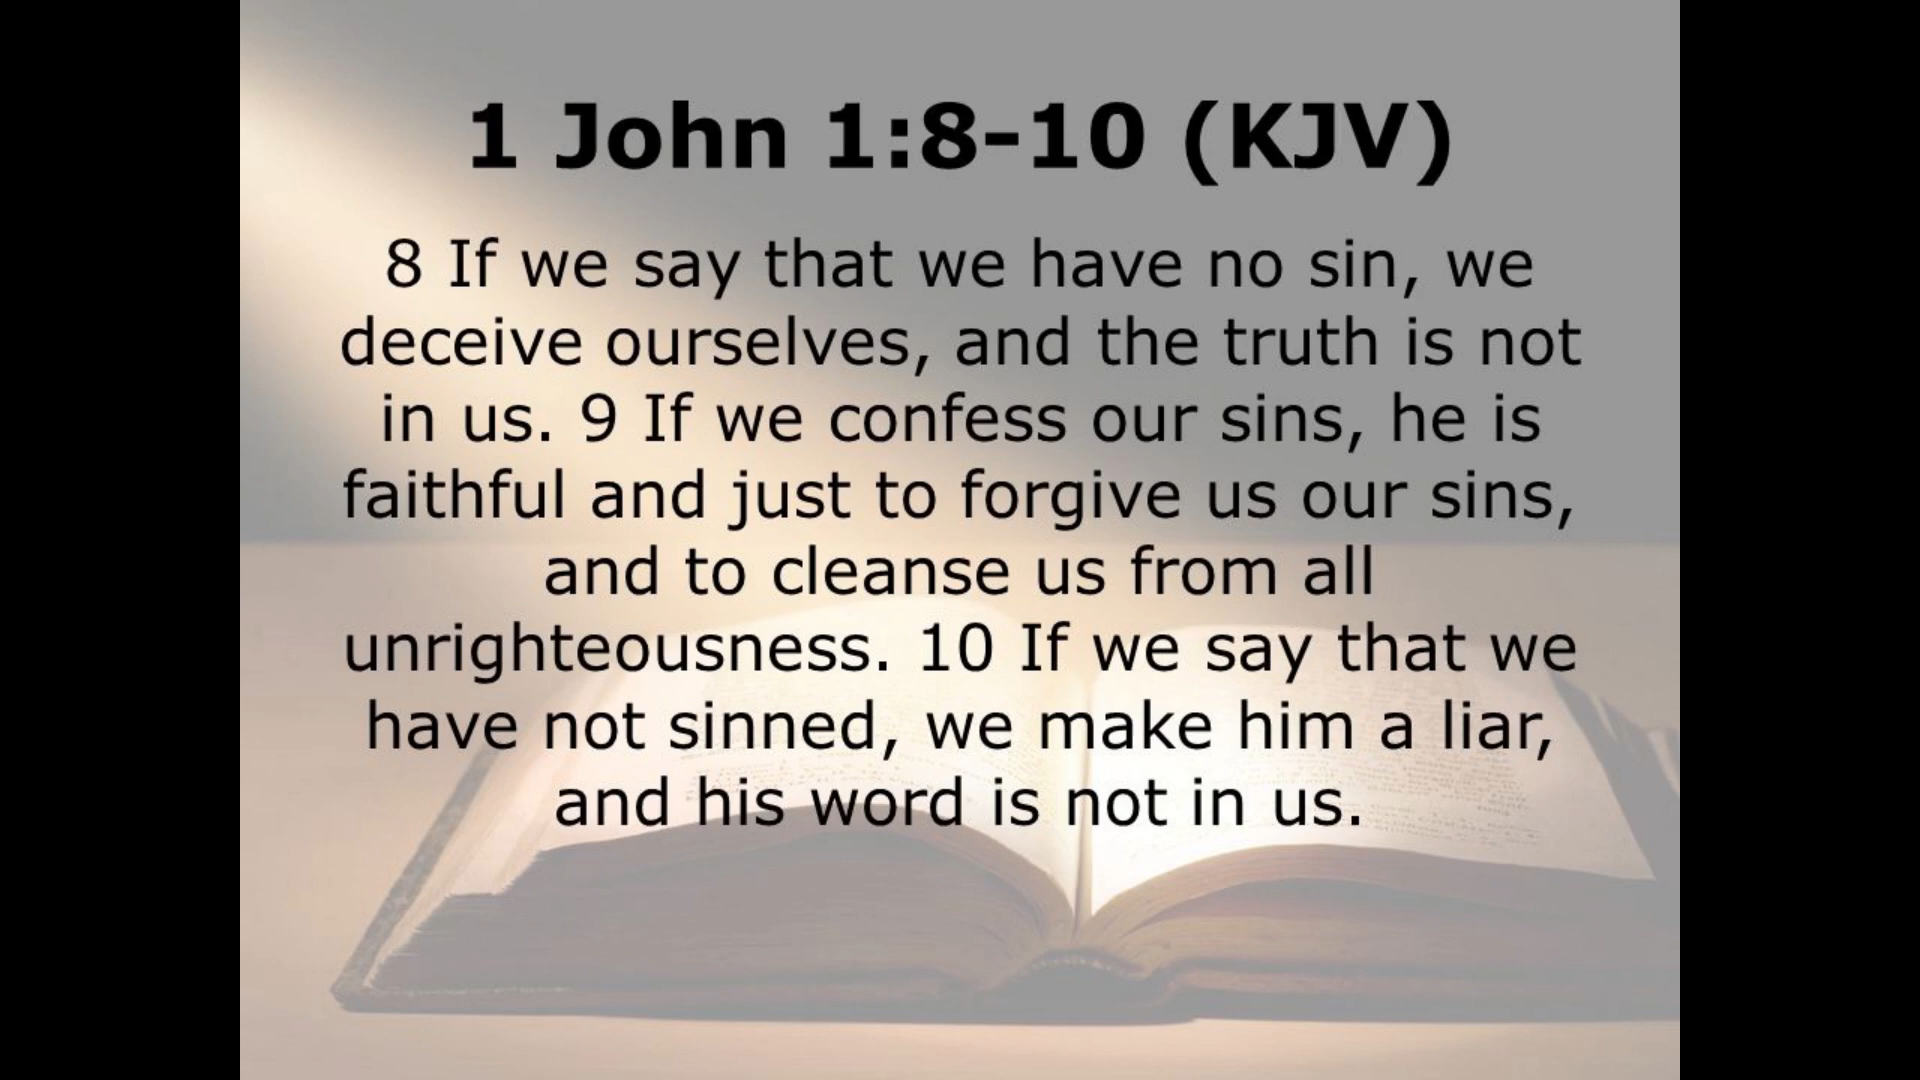 1 John 1:8-10 (KJV)
8 If we say that we have no sin, we
deceive ourselves, and the truth is not
in us. 9 If we confess our sins, he is
faithful and just to forgive us our sins,
and to cleanse us from all
unrighteousness. 10 If we say that we
have not sinned, we make him a liar,
and his word is not in us.